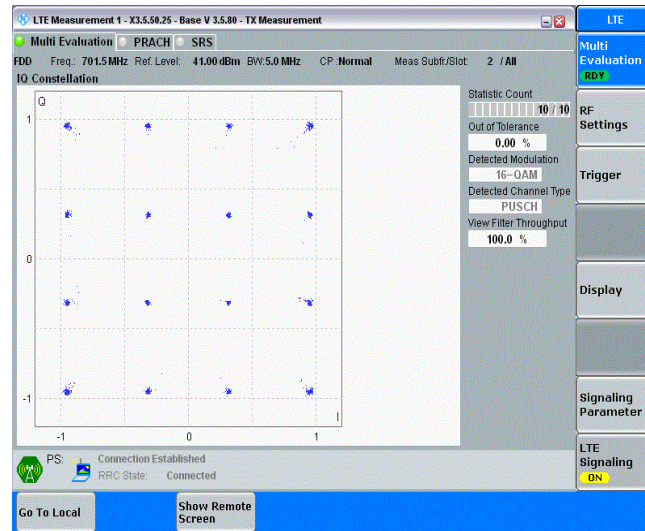 LTE Measurement 1 - X3.5.50.25 - Base V 3.5.80 - TX Measurement
LTE
Multi Evaluation PRACH SRS
Multi
Evaluation
RDY
FDD Freq.: 701.5 MHz Ref. Level: 41.00 dBm BW: 5.0 MHz CP: Normal Meas Subfr/Slot: 2 / All
IQ Constellation
Q
1
0
-1
-1 0 1
I
Statistic Count
10 / 10
Out of Tolerance
0.00 %
Detected Modulation
16-QAM
Detected Channel Type
PUSCH
View Filter Throughput
100.0 %
RF
Settings
Trigger
Display
Signaling
Parameter
LTE
Signaling
ON
PS: Connection Established
RRC State: Connected
Go To Local
Show Remote
Screen